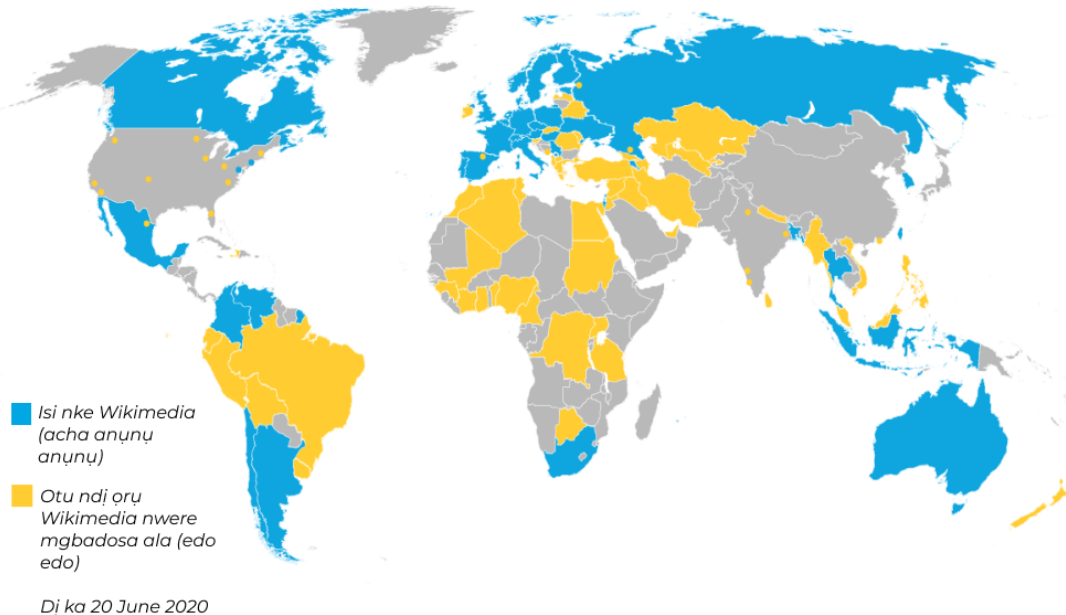 Isi nke Wikimedia
(acha anụnụ
anụnụ)
Otu ndị ọrụ
Wikimedia nwere
mgbadosa ala (edo
edo)
Dị ka 20 June 2020